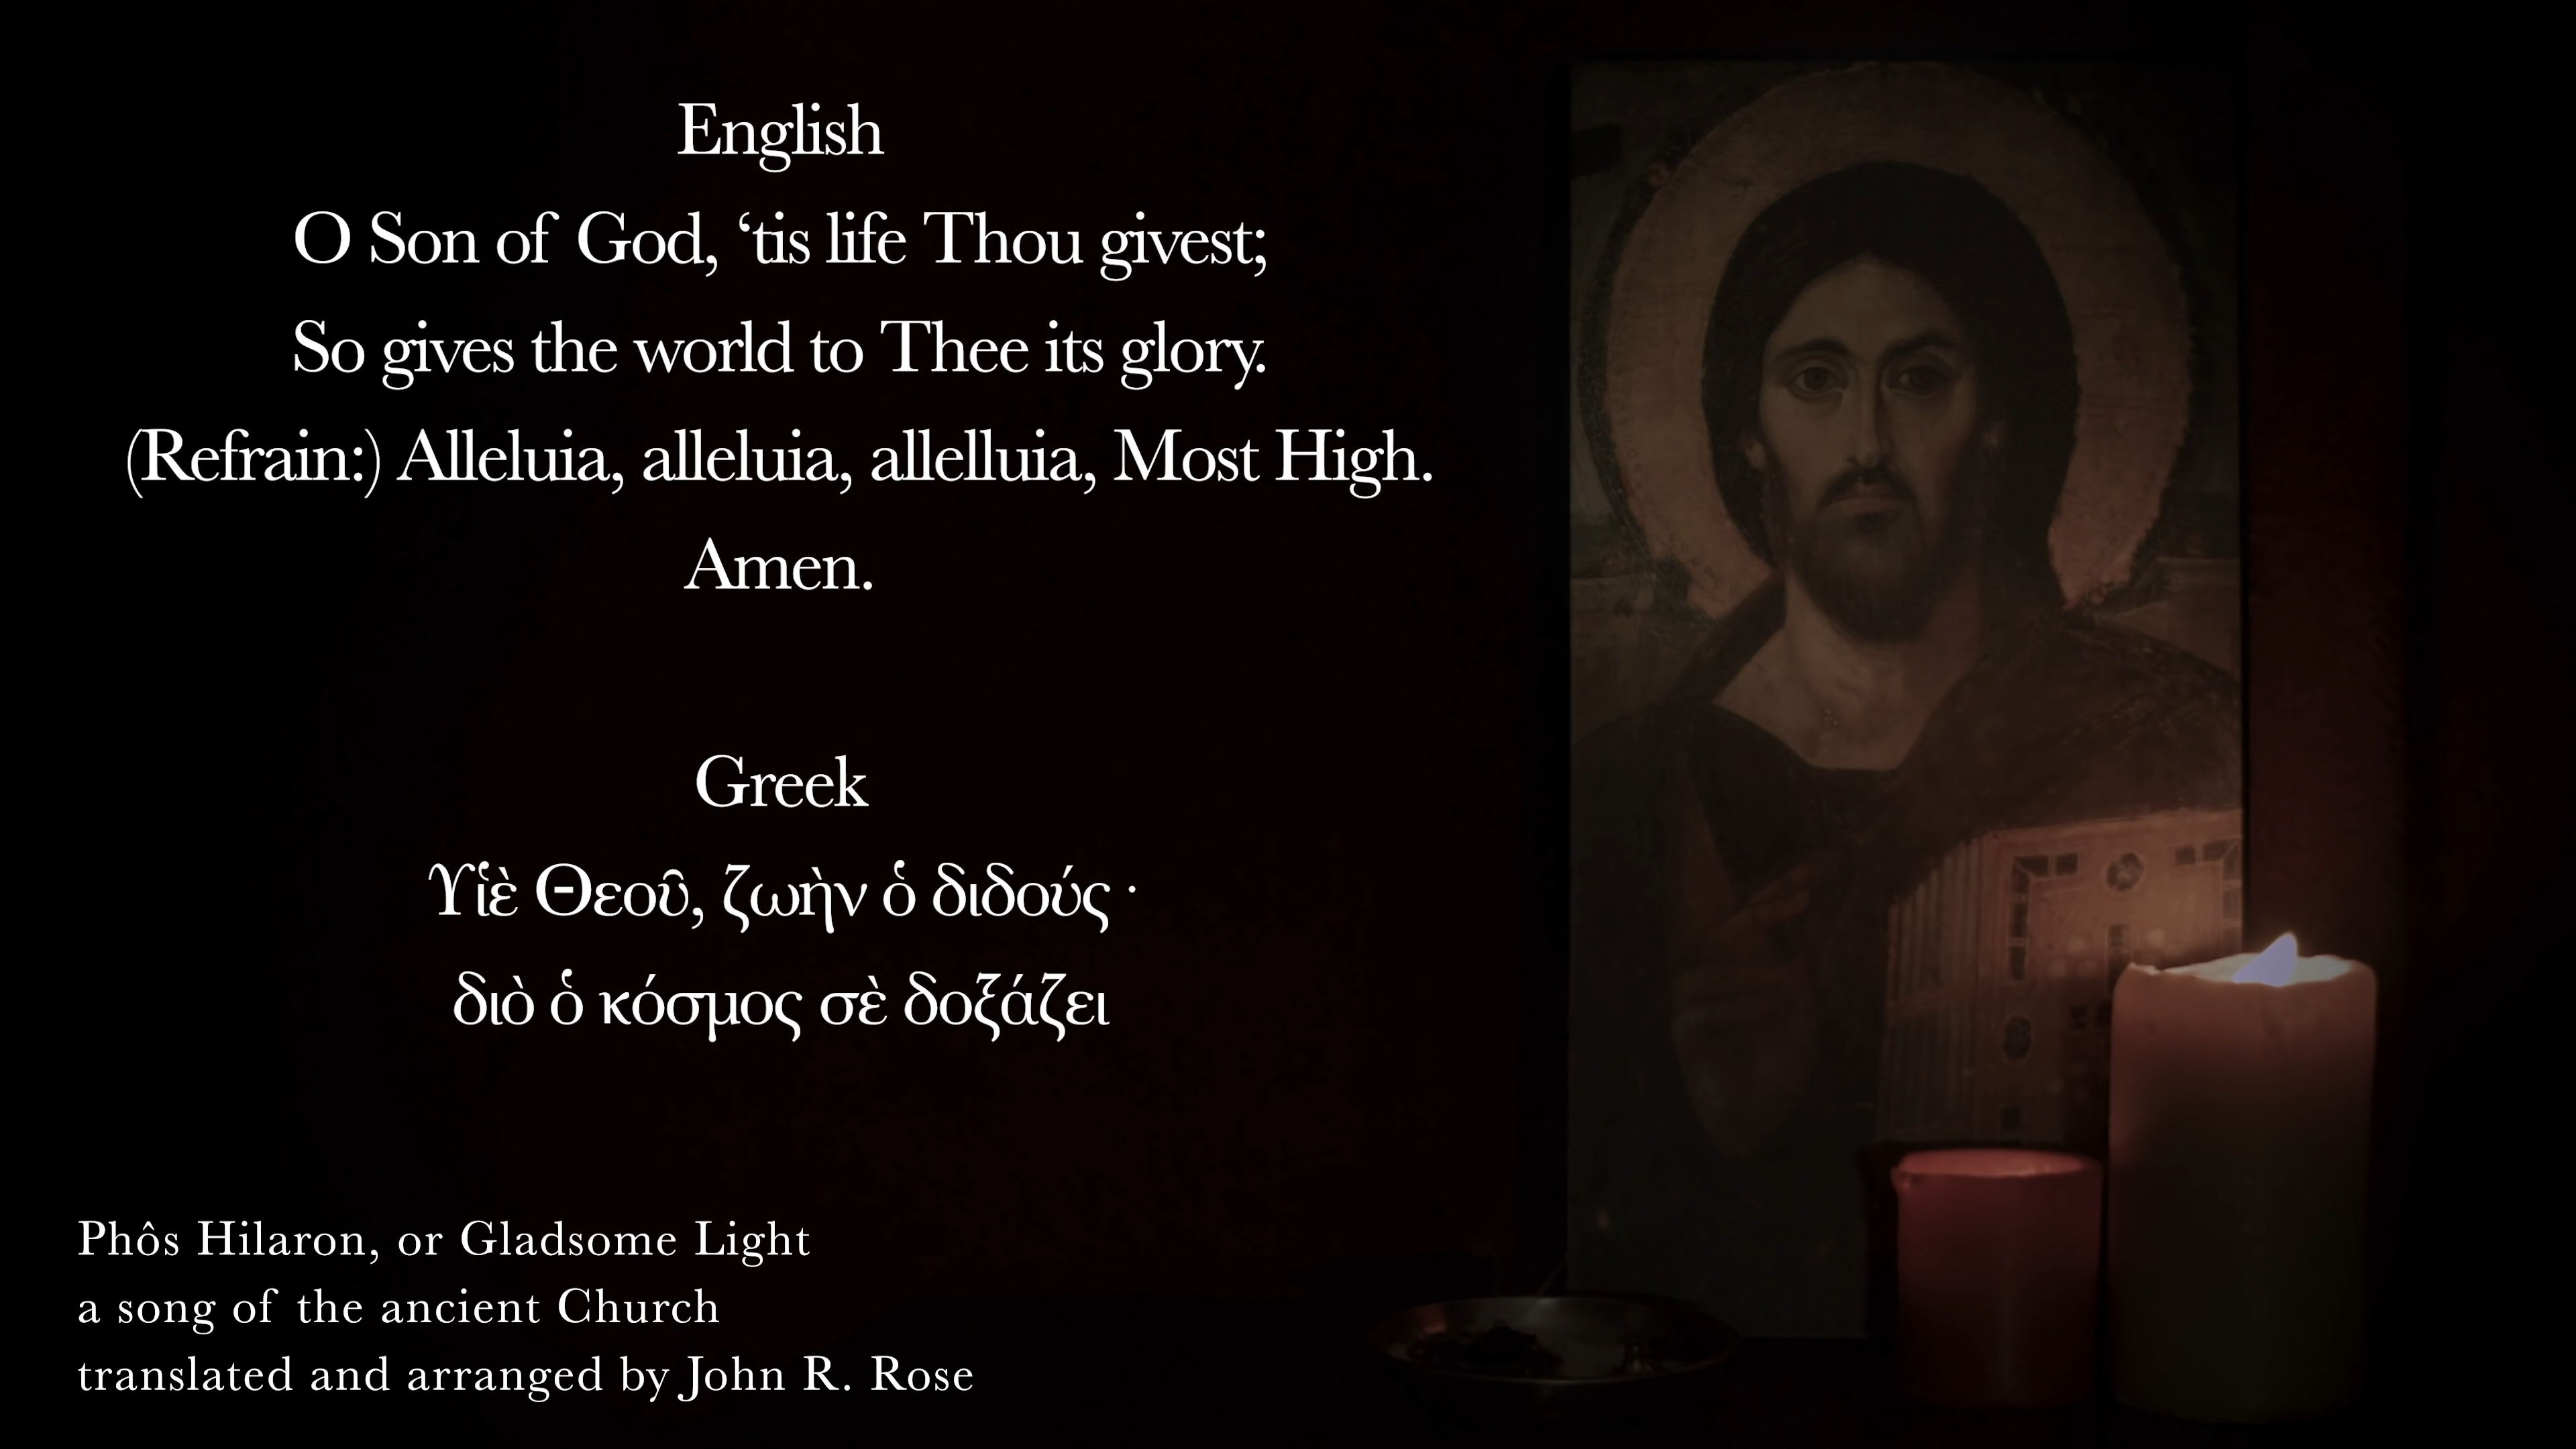 English
O Son of God, ‘tis life Thou givest;
So gives the world to Thee its glory.
(Refrain:) Alleluia, alleluia, allelluia, Most High.
Amen.
Greek
Υἱὲ Θεοῦ, ζωὴν ὁ διδούς ·
διὸ ὁ κόσμος σὲ δοξάζει
Phôs Hilaron, or Gladsome Light
a song of the ancient Church
translated and arranged by John R. Rose